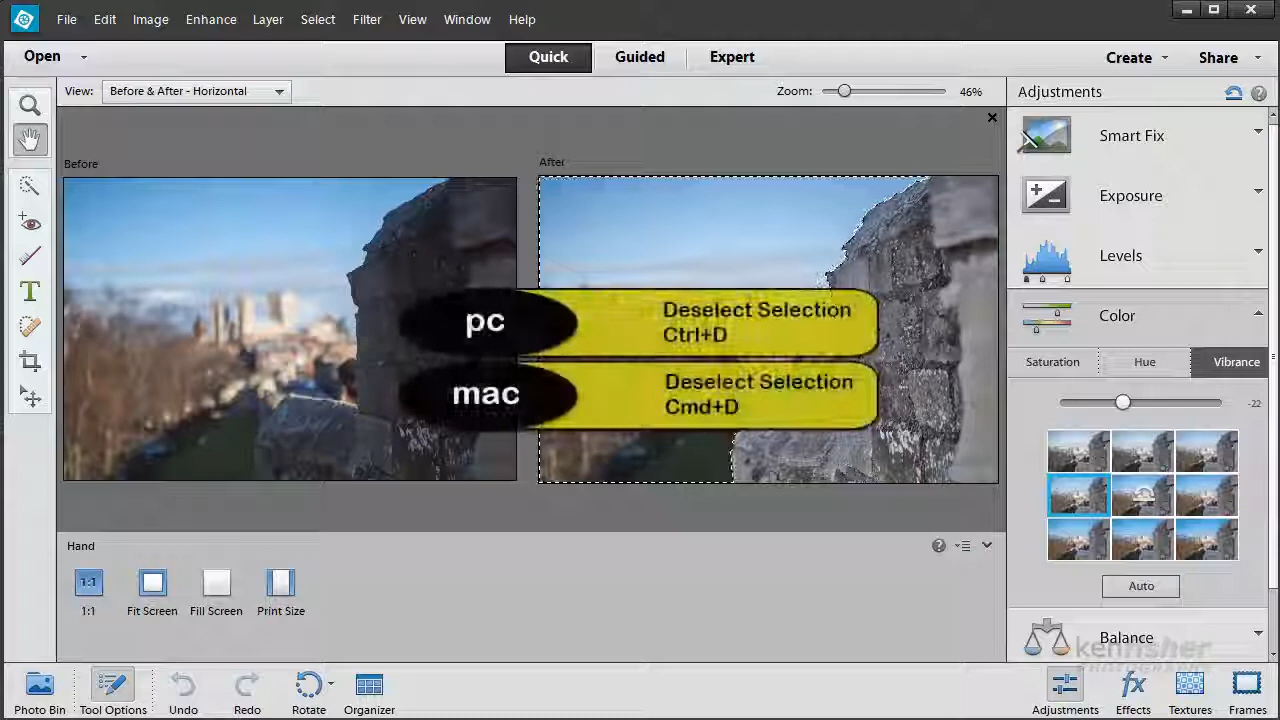 File Edit Image Enhance Layer Select Filter View Window Help
Open Quick Guided Expert Create Share
View: Before & After - Horizontal Zoom: 46% Adjustments
Before
After
Smart Fix
Exposure
Levels
Color
Saturation Hue Vibrance
-22
Auto
Balance
pc
Deselect Selection
Ctrl+D
mac
Deselect Selection
Cmd+D
Hand
1:1
1:1 Fit Screen Fill Screen Print Size
kenfisher
PHOTOGRAPHY
Photo Bin Tool Options Undo Redo Rotate Organizer Adjustments Effects Textures Frames